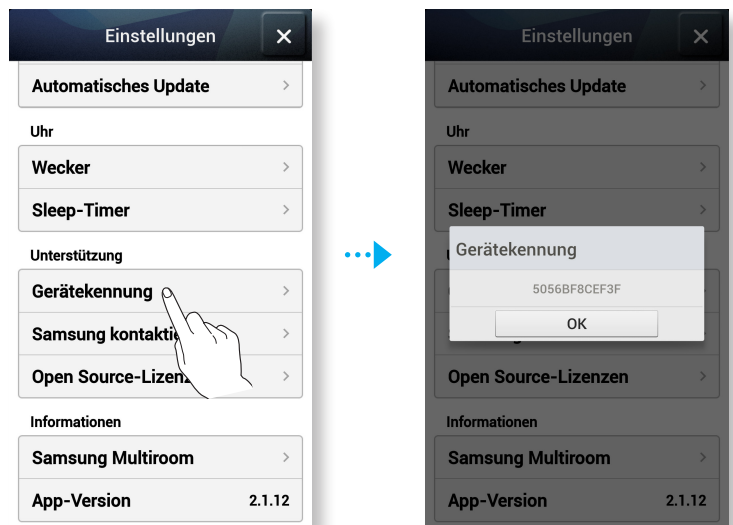 Einstellungen
Automatisches Update
Uhr
Wecker
Sleep-Timer
Unterstützung
Gerätekennung
Samsung kontakti
Open Source-Lizenz
Informationen
Samsung Multiroom
App-Version 2.1.12
Einstellungen
Automatisches Update
Uhr
Wecker
Sleep-Timer
Gerätekennung
5056BF8CEF3F
OK
Open Source-Lizenzen
Informationen
Samsung Multiroom
App-Version 2.1.12